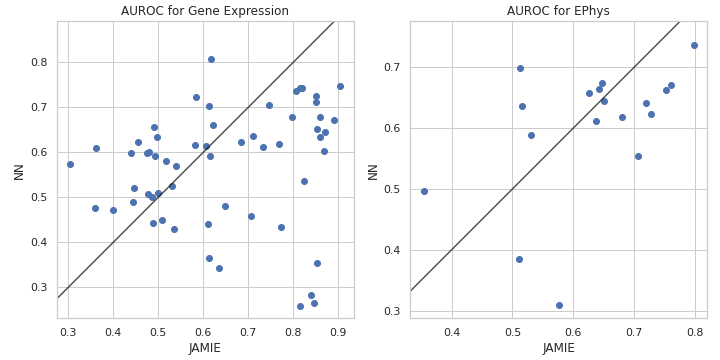 AUROC for Gene Expression
NN
0.8
0.7
0.6
0.5
0.4
0.3
0.3 0.4 0.5 0.6 0.7 0.8 0.9
JAMIE
AUROC for EPhys
NN
0.7
0.6
0.5
0.4
0.3
0.4 0.5 0.6 0.7 0.8
JAMIE